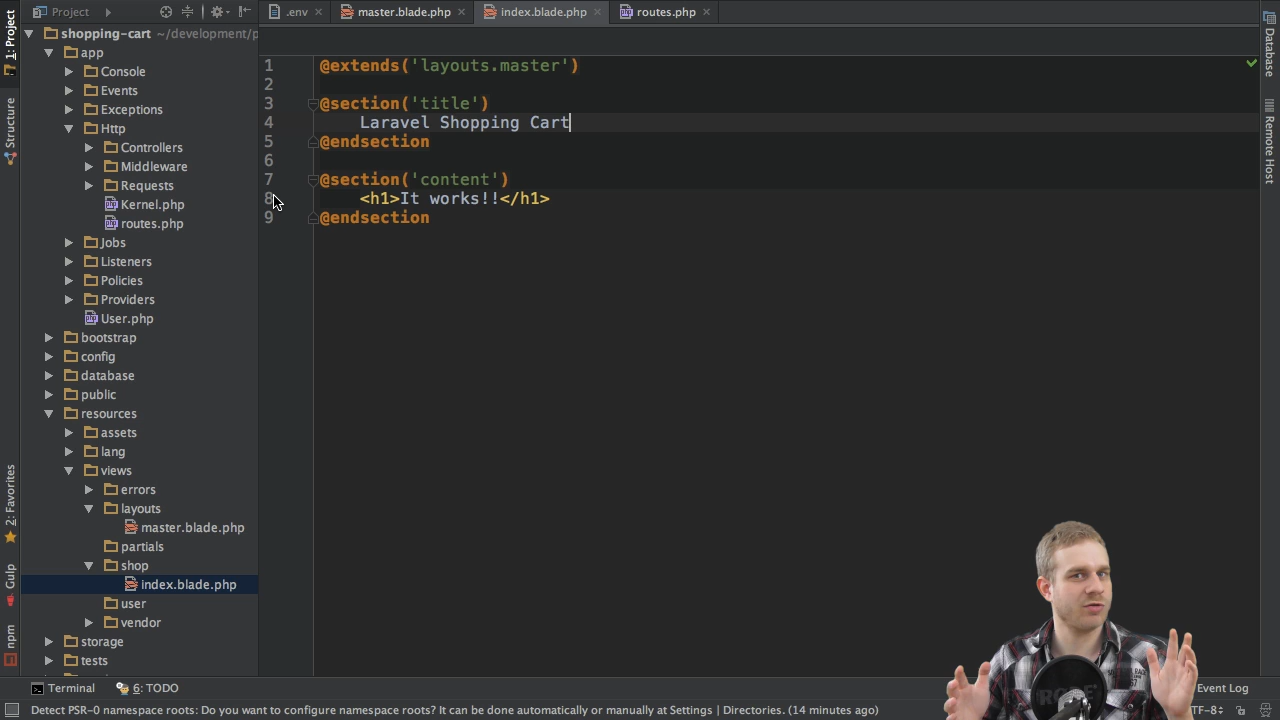 Project
.env
master.blade.php
index.blade.php
routes.php
1: Project
Structure
2: Favorites
Gulp
npm
shopping-cart ~/development/p
app
Console
Events
Exceptions
Http
Controllers
Middleware
Requests
Kernel.php
routes.php
Jobs
Listeners
Policies
Providers
User.php
bootstrap
config
database
public
resources
assets
lang
views
errors
layouts
master.blade.php
partials
shop
index.blade.php
user
vendor
storage
tests
1 @extends('layouts.master')
2
3 @section('title')
4 Laravel Shopping Cart
5 @endsection
6
7 @section('content')
8 <h1>It works!!</h1>
9 @endsection
Database
Remote Host
Terminal
6: TODO
Event Log
Detect PSR-0 namespace roots: Do you want to configure namespace roots? It can be done automatically or manually at Settings | Directories. (14 minutes ago)
TF-8